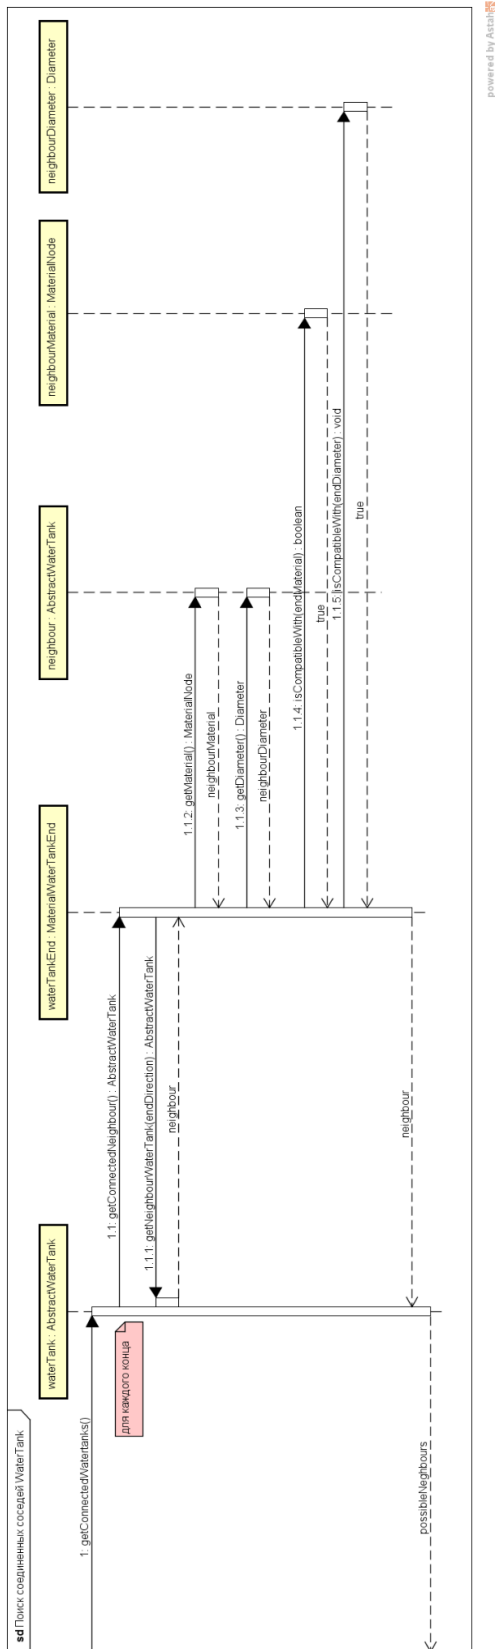 sd Поиск соединенных соседей WaterTank
waterTank : AbstractWaterTank
waterTankEnd : MaterialWaterTankEnd
neighbour : AbstractWaterTank
neighbourMaterial : MaterialNode
neighbourDiameter : Diameter
1: getConnectedWatertanks()
для каждого конца
1.1: getConnectedNeighbour() : AbstractWaterTank
1.1.1: getNeighbourWaterTank(endDirection) : AbstractWaterTank
neighbour
1.1.2: getMaterial() : MaterialNode
neighbourMaterial
1.1.3: getDiameter() : Diameter
neighbourDiameter
1.1.4: isCompatibleWith(endMaterial) : boolean
true
1.1.5: isCompatibleWith(endDiameter) : void
true
neighbour
possibleNeghbours
powered by Astah